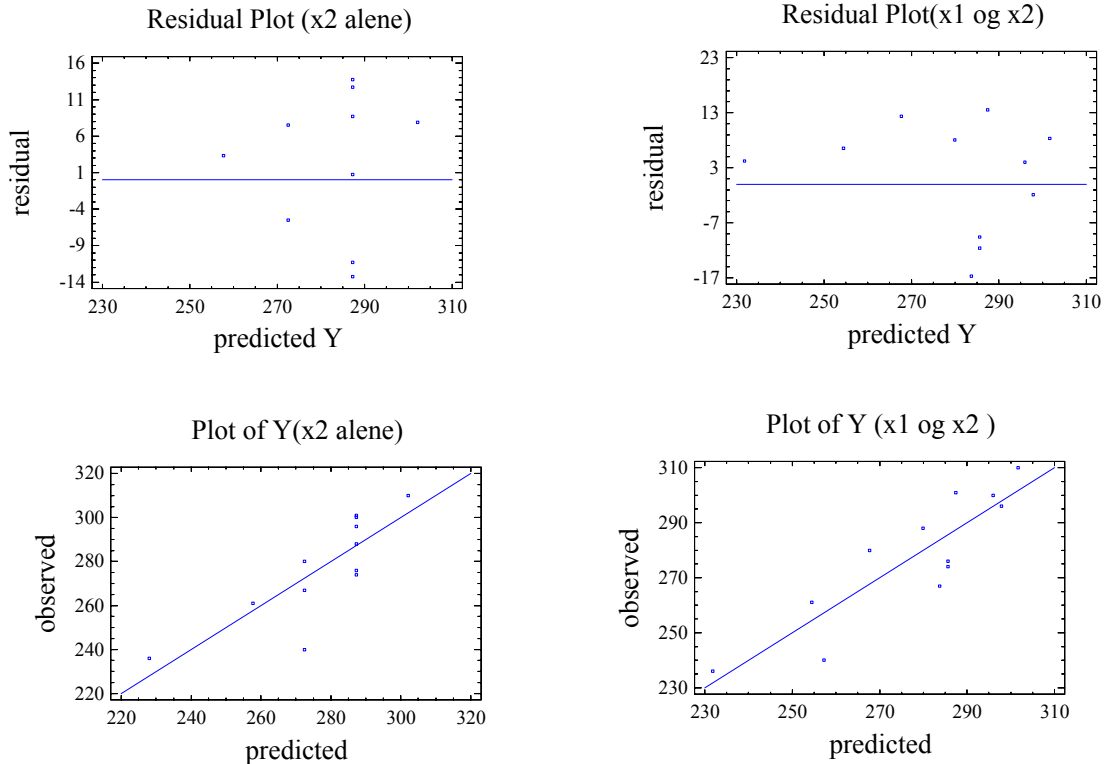 Residual Plot (x2 alene)
16
11
6
1
-4
-9
-14
residual
230 250 270 290 310
predicted Y
Residual Plot(x1 og x2)
23
13
3
-7
-17
residual
230 250 270 290 310
predicted Y
Plot of Y(x2 alene)
320
300
280
260
240
220
observed
220 240 260 280 300 320
predicted
Plot of Y (x1 og x2 )
310
290
270
250
230
observed
230 250 270 290 310
predicted